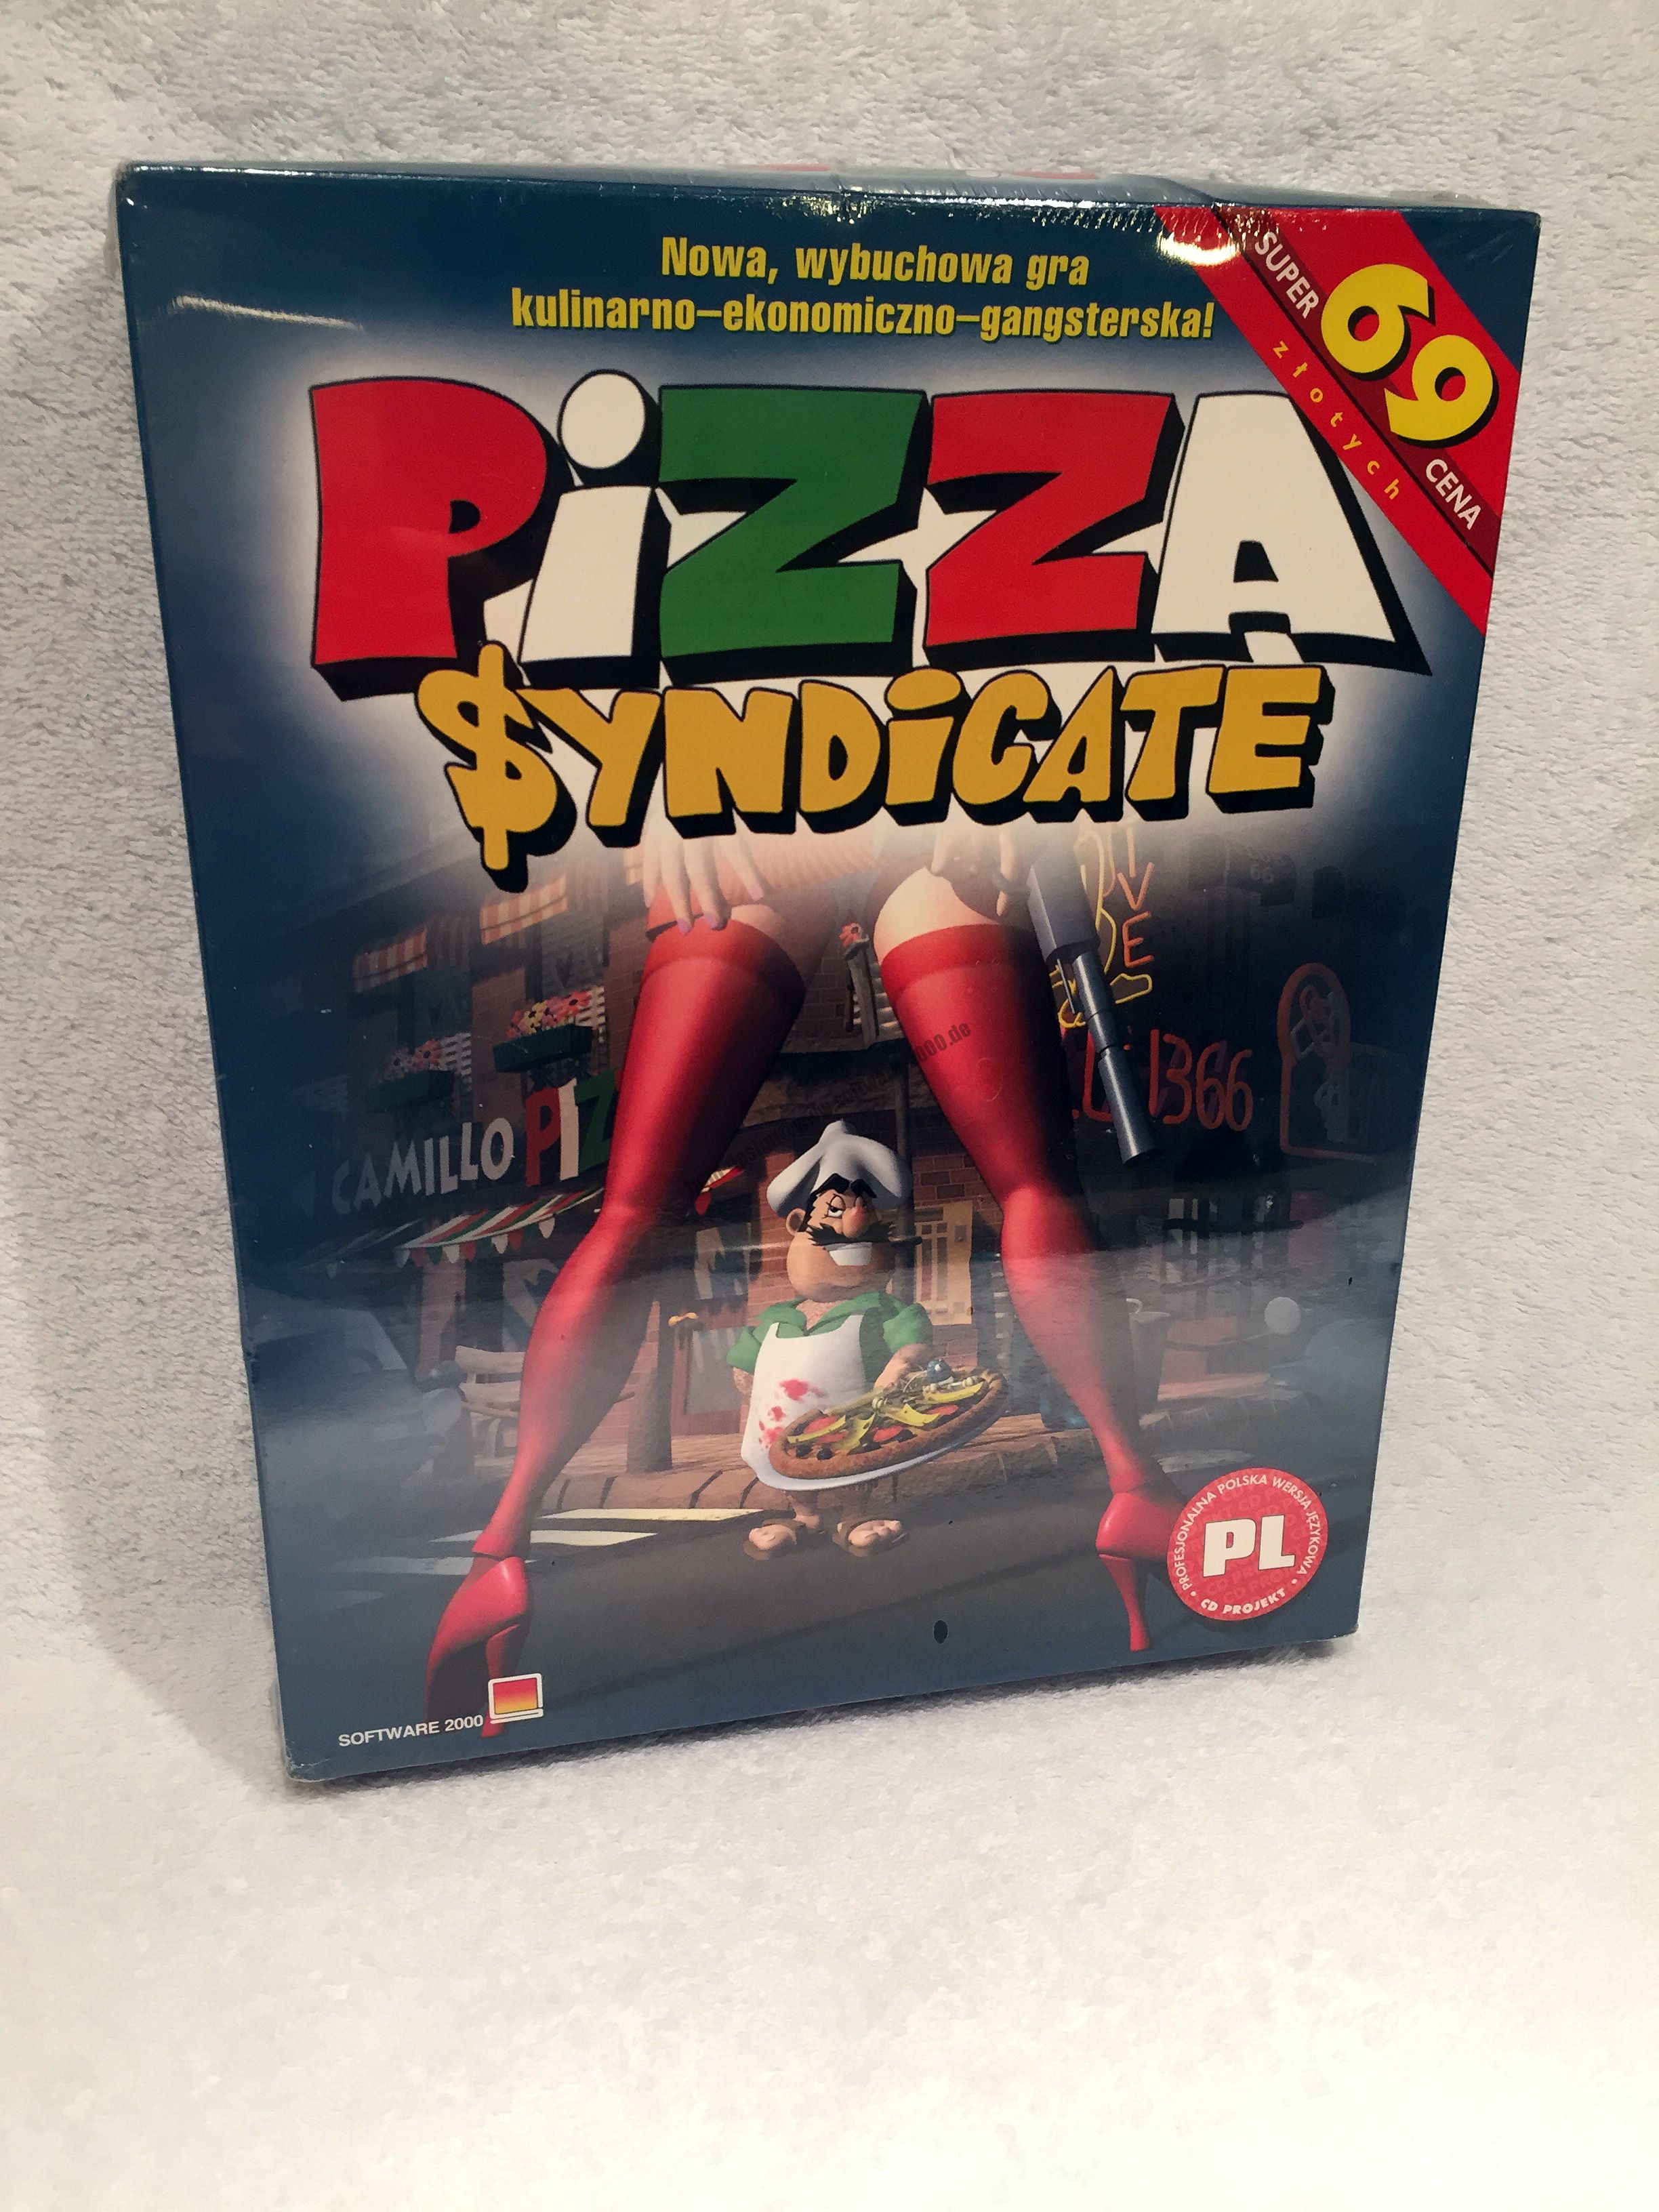 Nowa, wybuchowa gra
kulinarno–ekonomiczno–gangsterska!
SUPER 69 CENA
złotych
PiZZA
$YNDiCATE
LIVE
CAMILLO PIZ
1366
PROFESJONALNA POLSKA WERSJA JĘZYKOWA
PL
• CD PROJEKT •
SOFTWARE 2000